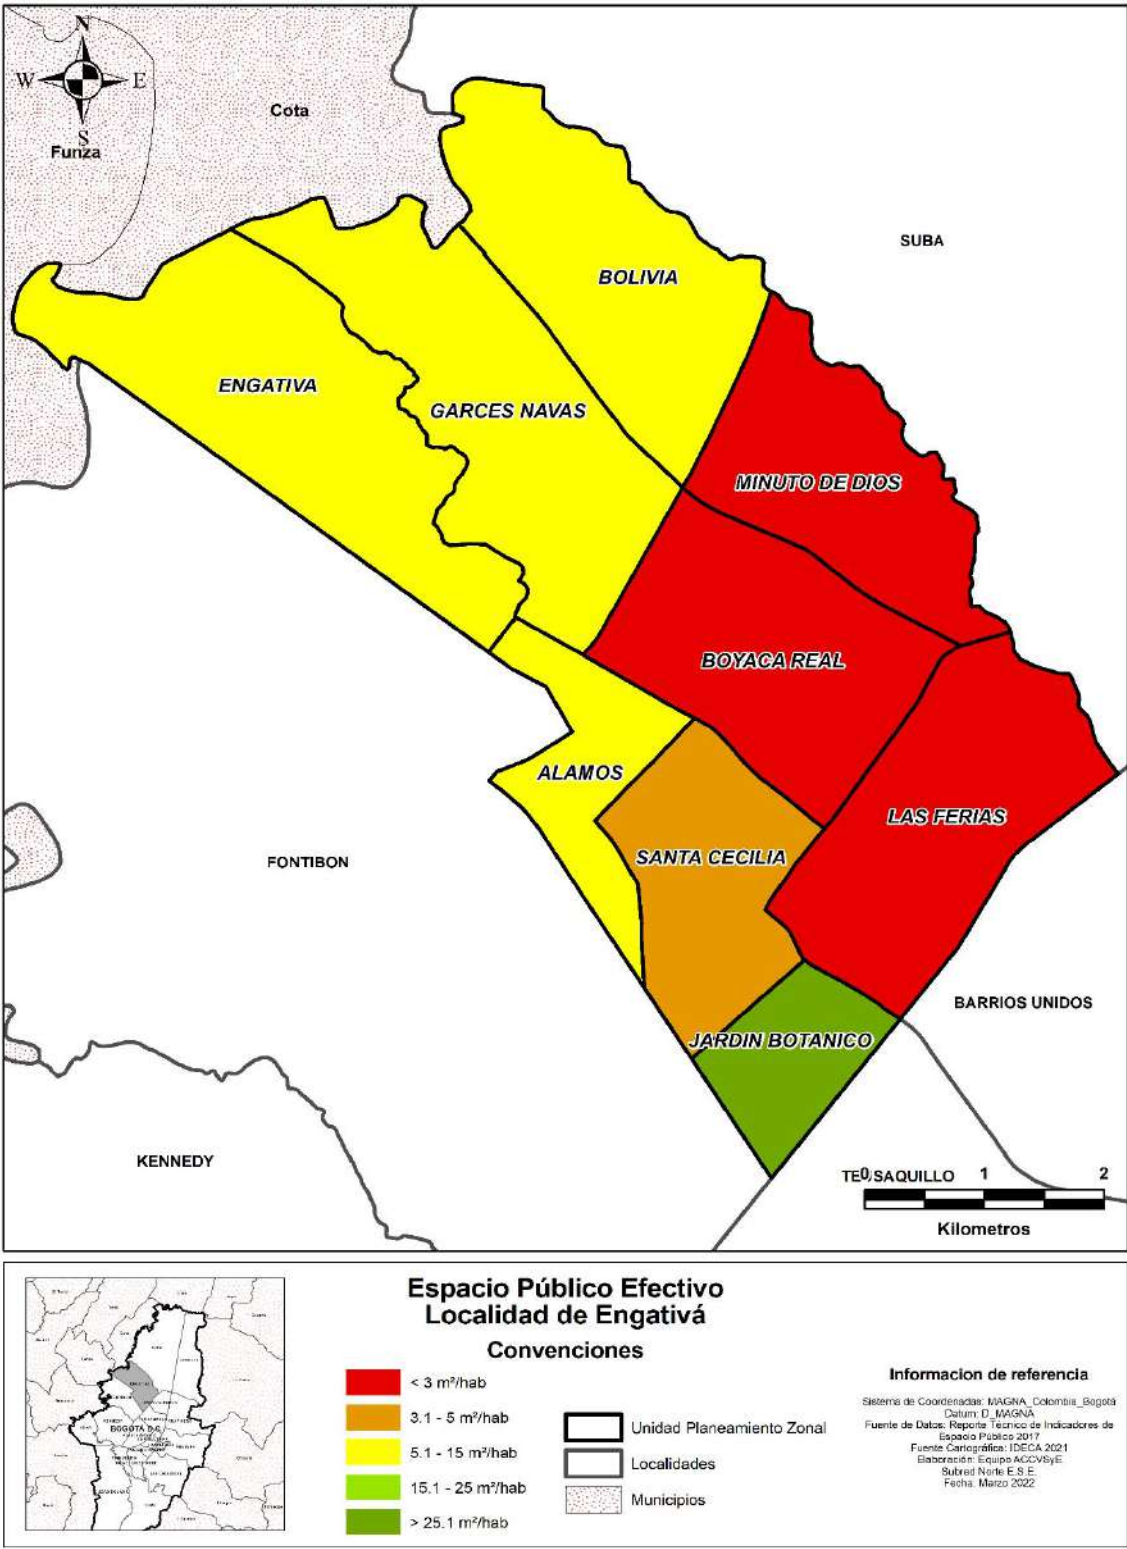 N
W E
S
Cota
Funza
SUBA
BOLIVIA
ENGATIVA
GARCES NAVAS
MINUTO DE DIOS
BOYACA REAL
ALAMOS
LAS FERIAS
SANTA CECILIA
FONTIBON
BARRIOS UNIDOS
JARDIN BOTANICO
KENNEDY
TEUSAQUILLO
0 1 2
Kilometros
Espacio Público Efectivo
Localidad de Engativá
Convenciones
< 3 m²/hab
3.1 - 5 m²/hab
5.1 - 15 m²/hab
15.1 - 25 m²/hab
> 25.1 m²/hab
Unidad Planeamiento Zonal
Localidades
Municipios
BOGOTA D.C.
Informacion de referencia
Sistema de Coordenadas: MAGNA_Colombia_Bogotá
Datum: D_MAGNA
Fuente de Datos: Reporte Técnico de Indicadores de
Espacio Público 2017
Fuente Cartográfica: IDECA 2021
Elaboración: Equipo ACCVSyE
Subred Norte E.S.E.
Fecha: Marzo 2022